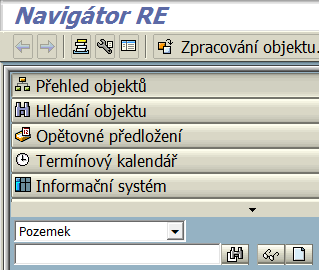 Navigátor RE
Zpracování objektu.
Přehled objektů
Hledání objektu
Opětovné předložení
Termínový kalendář
Informační systém
Pozemek